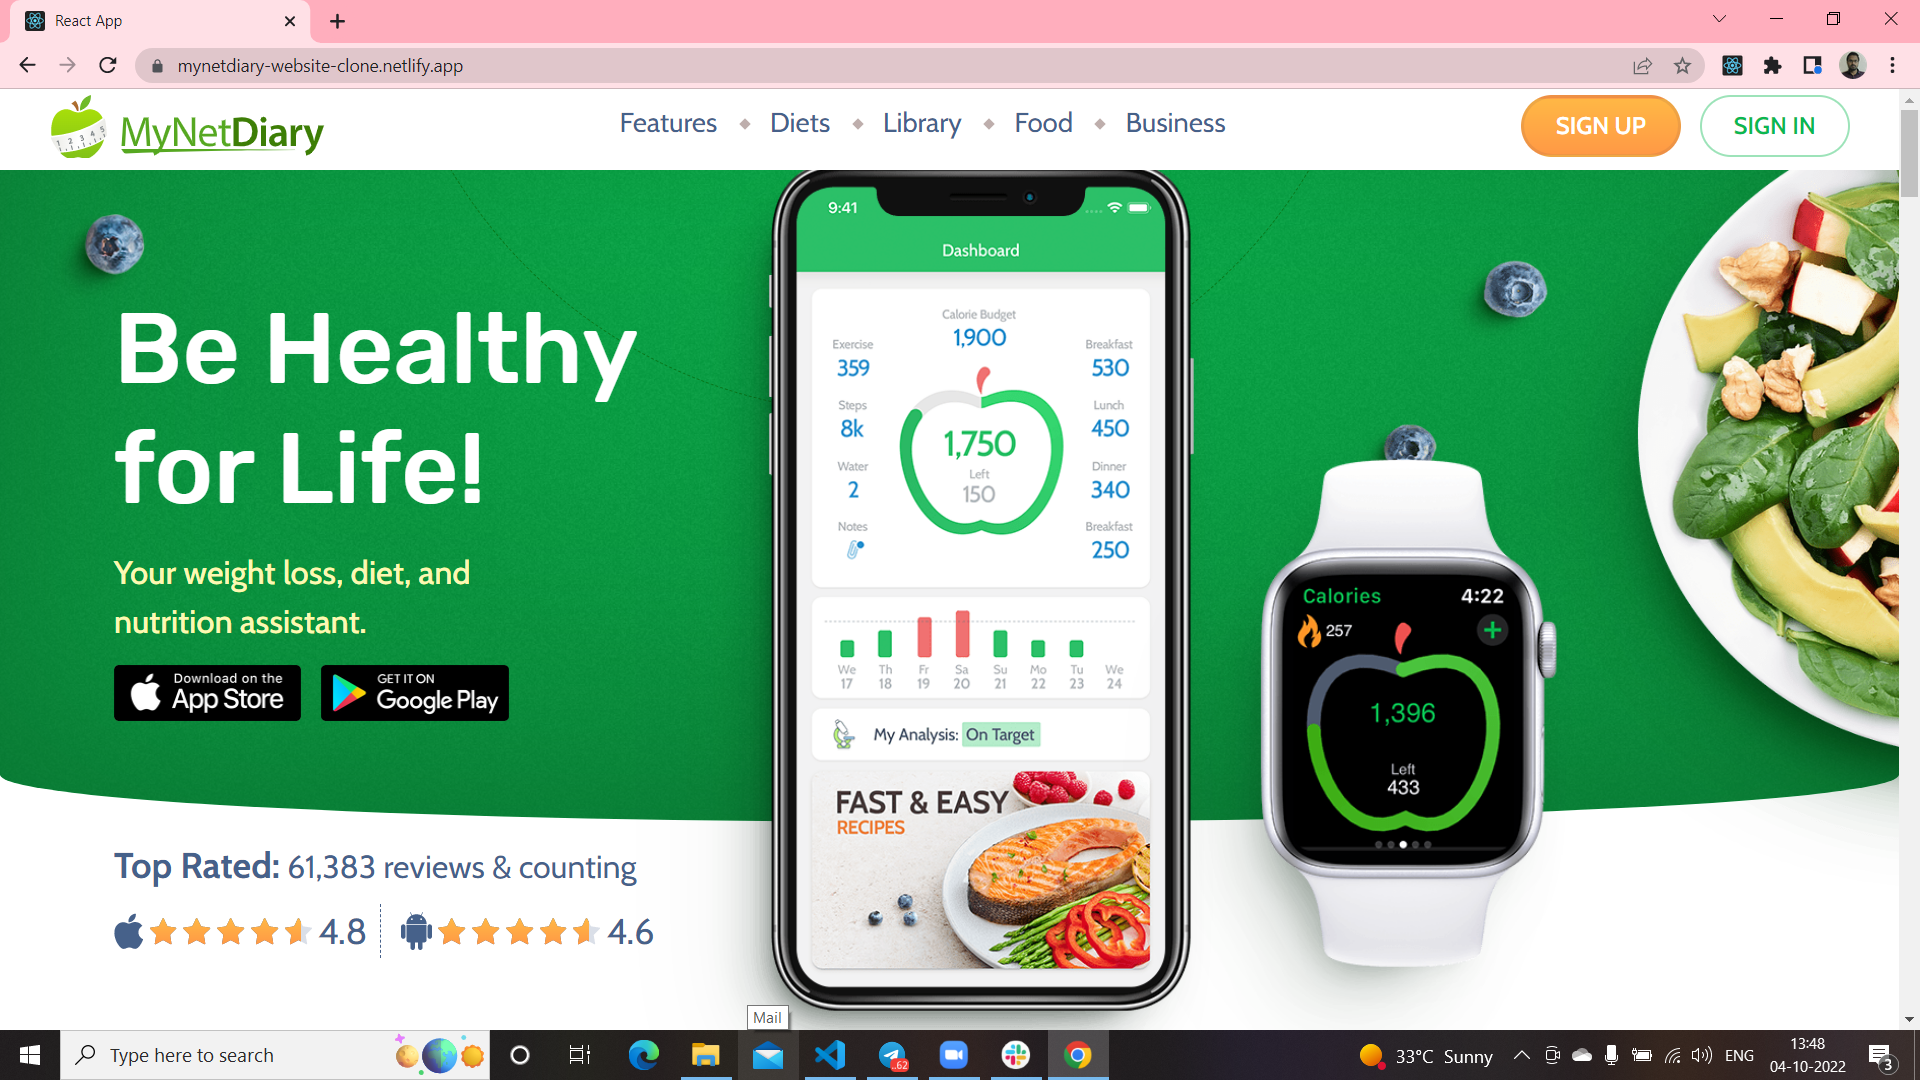 React App
mynetdiary-website-clone.netlify.app
MyNetDiary
Features
Diets
Library
Food
Business
SIGN UP
SIGN IN
Be Healthy
for Life!
Your weight loss, diet, and
nutrition assistant.
Download on the
App Store
GET IT ON
Google Play
Top Rated: 61,383 reviews & counting
4.8
4.6
9:41
Dashboard
Calorie Budget
1,900
Exercise
359
Breakfast
530
Steps
8k
Lunch
450
1,750
Left
150
Water
2
Dinner
340
Notes
Breakfast
250
We Th Fr Sa Su Mo Tu We
17 18 19 20 21 22 23 24
My Analysis: On Target
FAST & EASY
RECIPES
Calories 4:22
257
1,396
Left
433
Mail
Type here to search
..62
33°C Sunny
ENG
13:48
04-10-2022
3